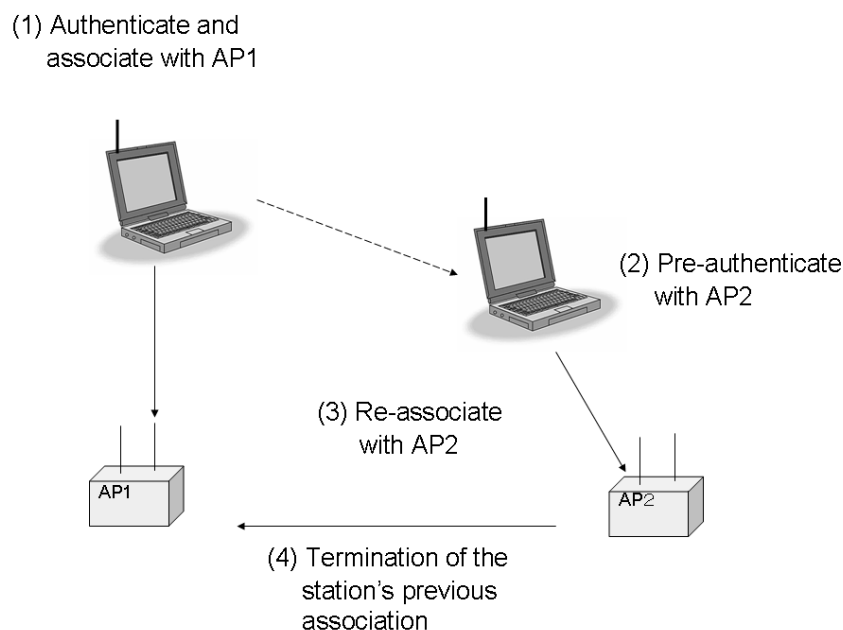 (1) Authenticate and
associate with AP1
(2) Pre-authenticate
with AP2
(3) Re-associate
with AP2
AP1
AP2
(4) Termination of the
station's previous
association